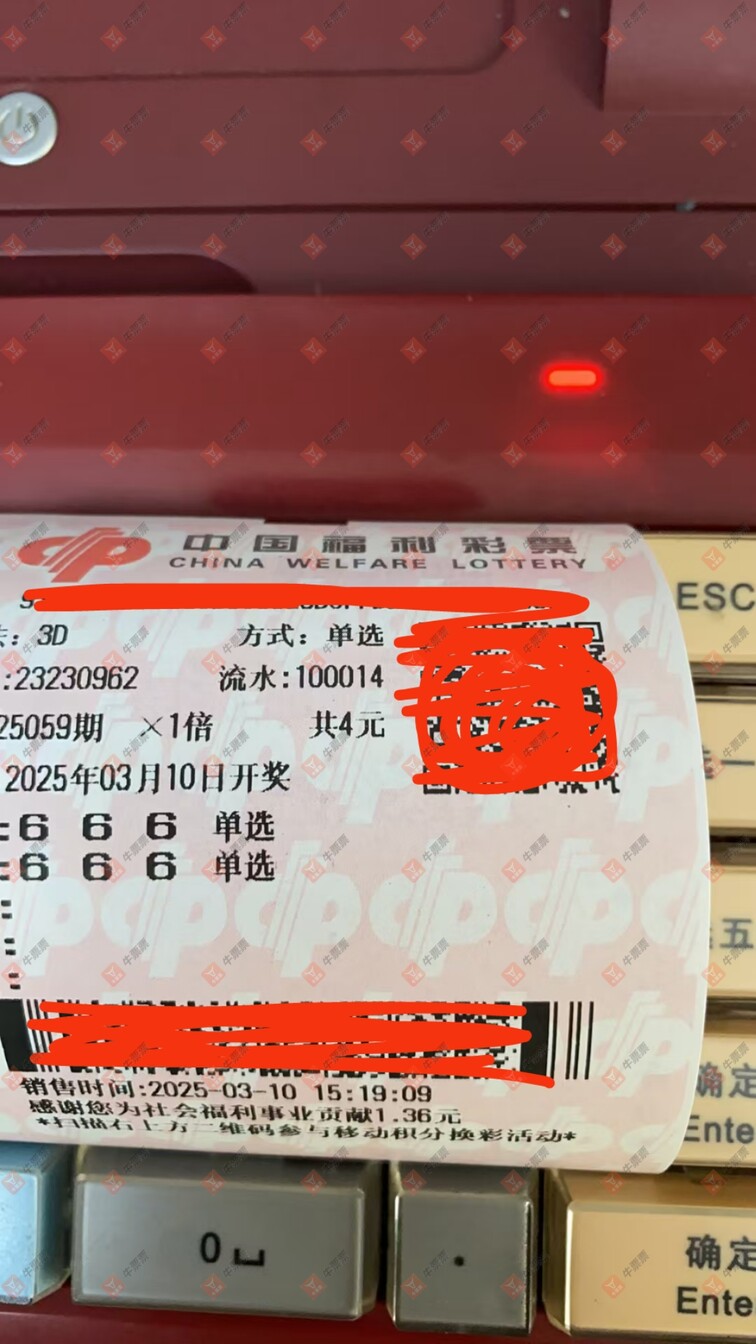 中国福利彩票
CHINA WELFARE LOTTERY
: 3D 方式: 单选
:23230962 流水:100014
25059期 ×1倍 共4元
2025年03月10日开奖
:6 6 6 单选
:6 6 6 单选
:
:
:
销售时间:2025-03-10 15:19:09
感谢您为社会福利事业贡献1.36元
*扫描右上方二维码参与移动积分换彩活动*
ESC
一
五
确定
Ente
0
.
确定
Ente
牛票票